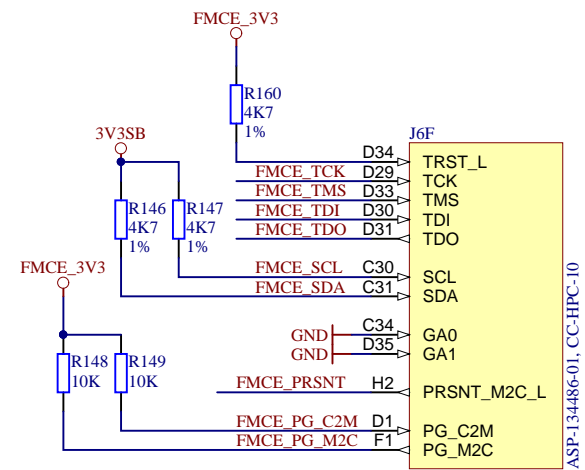 FMCE_3V3
R160
4K7
1%
J6F
3V3SB
D34 TRST_L
FMCE_TCK D29 TCK
FMCE_TMS D33 TMS
FMCE_TDI D30 TDI
FMCE_TDO D31 TDO
R146
4K7
1%
R147
4K7
1%
FMCE_SCL C30 SCL
FMCE_SDA C31 SDA
FMCE_3V3
GND C34 GA0
GND D35 GA1
R148
10K
R149
10K
FMCE_PRSNT H2 PRSNT_M2C_L
FMCE_PG_C2M D1 PG_C2M
FMCE_PG_M2C F1 PG_M2C
ASP-134486-01, CC-HPC-10